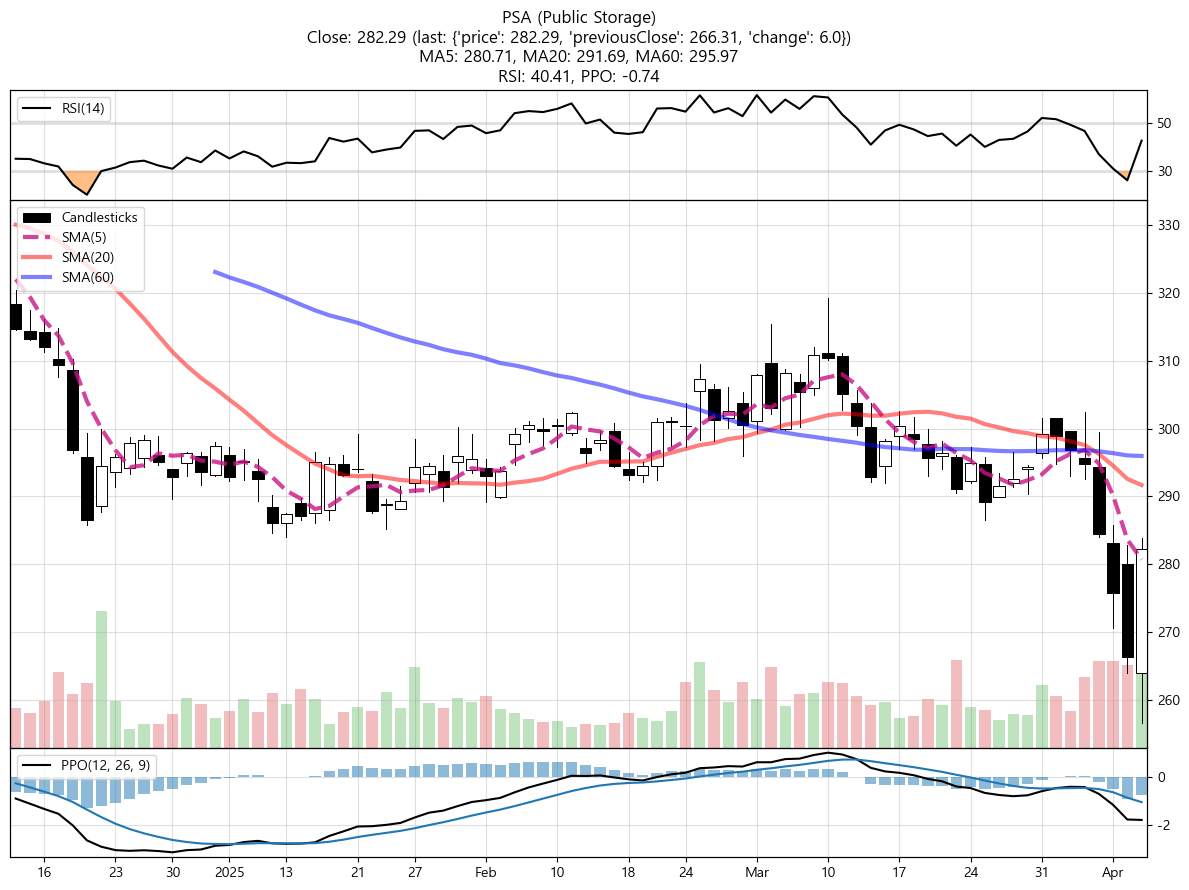 PSA (Public Storage)
Close: 282.29 (last: {'price': 282.29, 'previousClose': 266.31, 'change': 6.0})
MA5: 280.71, MA20: 291.69, MA60: 295.97
RSI: 40.41, PPO: -0.74
RSI(14)
50
30
Candlesticks
SMA(5)
SMA(20)
SMA(60)
330
320
310
300
290
280
270
260
PPO(12, 26, 9)
0
-2
16 23 30 2025 13 21 27 Feb 10 18 24 Mar 10 17 24 31 Apr